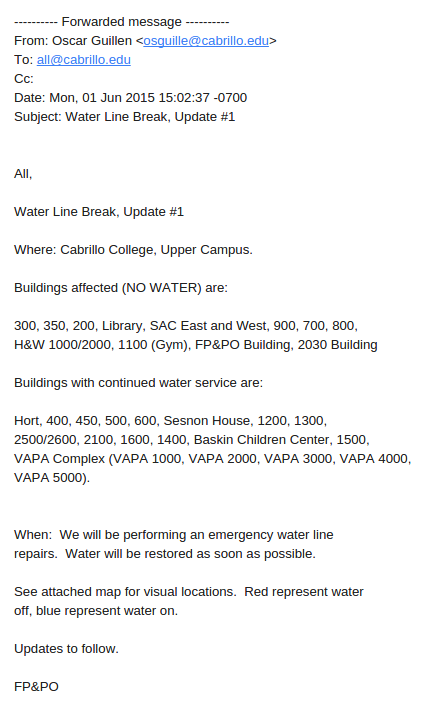 ---------- Forwarded message ----------
From: Oscar Guillen <osguille@cabrillo.edu>
To: all@cabrillo.edu
Cc:
Date: Mon, 01 Jun 2015 15:02:37 -0700
Subject: Water Line Break, Update #1
All,
Water Line Break, Update #1
Where: Cabrillo College, Upper Campus.
Buildings affected (NO WATER) are:
300, 350, 200, Library, SAC East and West, 900, 700, 800,
H&W 1000/2000, 1100 (Gym), FP&PO Building, 2030 Building
Buildings with continued water service are:
Hort, 400, 450, 500, 600, Sesnon House, 1200, 1300,
2500/2600, 2100, 1600, 1400, Baskin Children Center, 1500,
VAPA Complex (VAPA 1000, VAPA 2000, VAPA 3000, VAPA 4000,
VAPA 5000).
When:  We will be performing an emergency water line
repairs.  Water will be restored as soon as possible.
See attached map for visual locations.  Red represent water
off, blue represent water on.
Updates to follow.
FP&PO